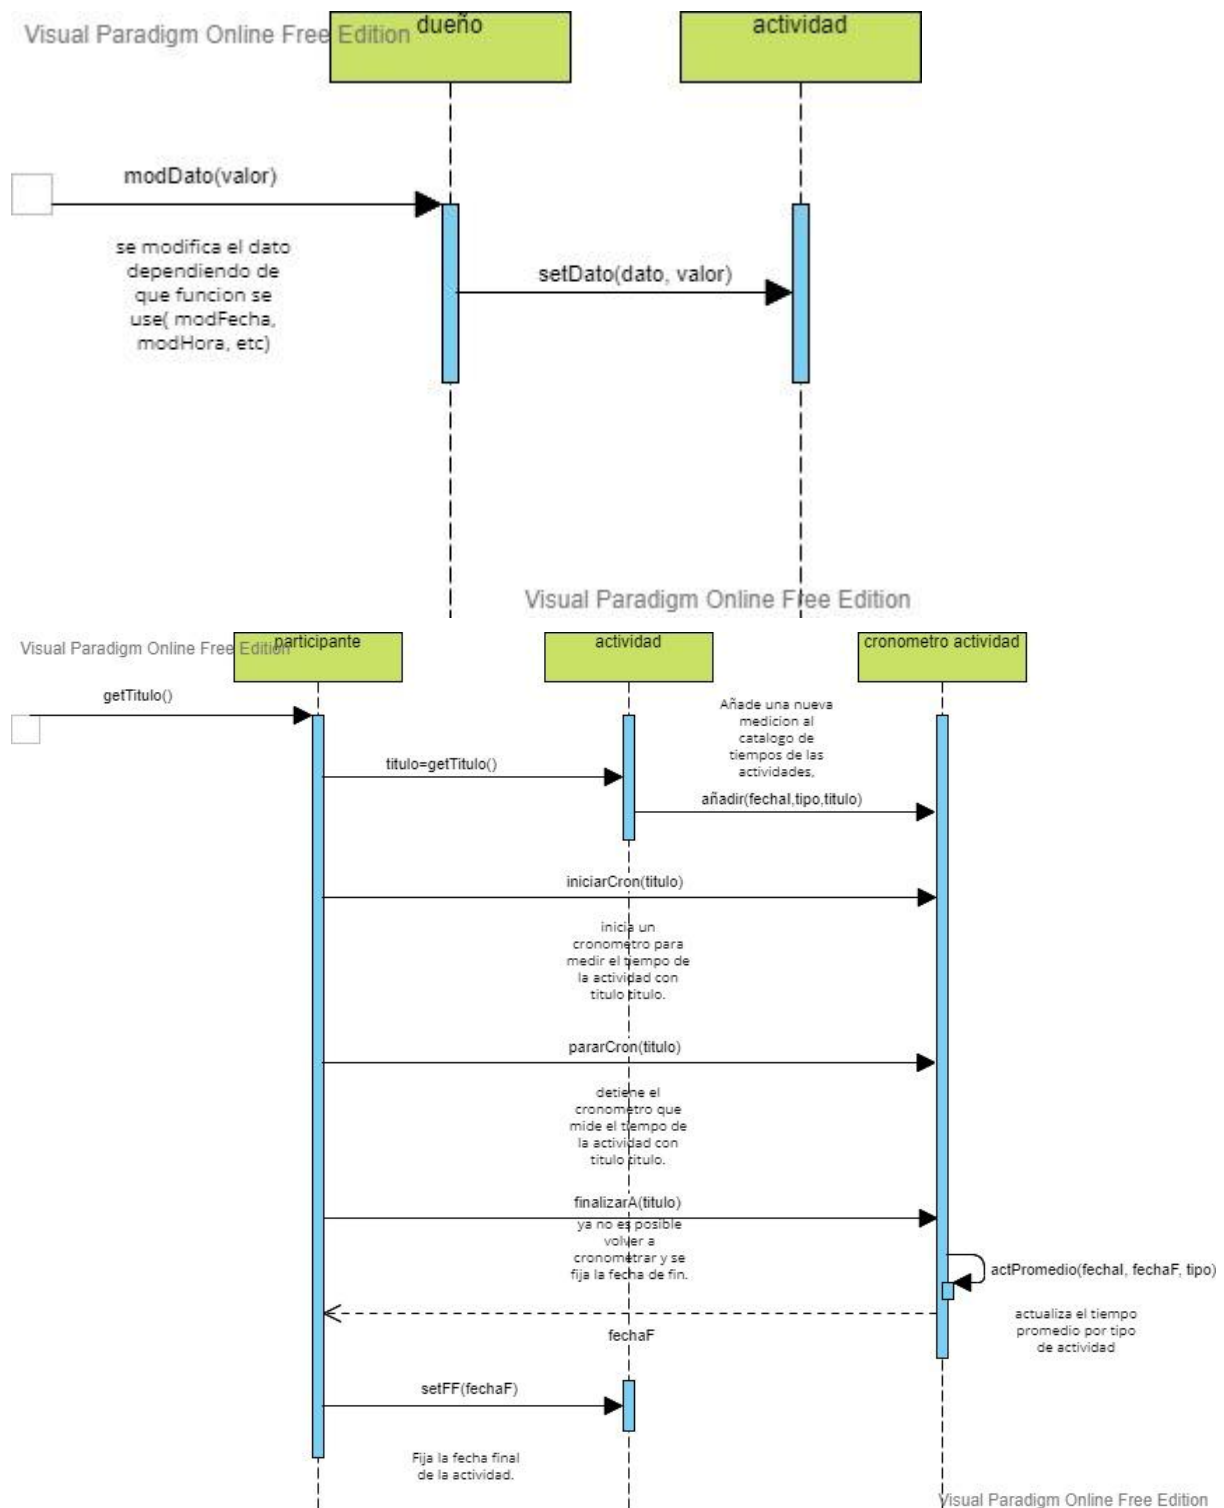 Visual Paradigm Online Free Edition
dueño
actividad
modDato(valor)
se modifica el dato
dependiendo de
que funcion se
use( modFecha,
modHora, etc)
setDato(dato, valor)
Visual Paradigm Online Free Edition
Visual Paradigm Online Free Edition
participante
actividad
cronometro actividad
getTitulo()
Añade una nueva
medicion al
catalogo de
tiempos de las
actividades,
titulo=getTitulo()
añadir(fechaI,tipo,titulo)
iniciarCron(titulo)
inicia un
cronometro para
medir el tiempo de
la actividad con
titulo titulo.
pararCron(titulo)
detiene el
cronometro que
mide el tiempo de
la actividad con
titulo titulo.
finalizarA(titulo)
ya no es posible
volver a
cronometrar y se
fija la fecha de fin.
actPromedio(fechaI, fechaF, tipo)
actualiza el tiempo
promedio por tipo
de actividad
fechaF
setFF(fechaF)
Fija la fecha final
de la actividad.
Visual Paradigm Online Free Edition